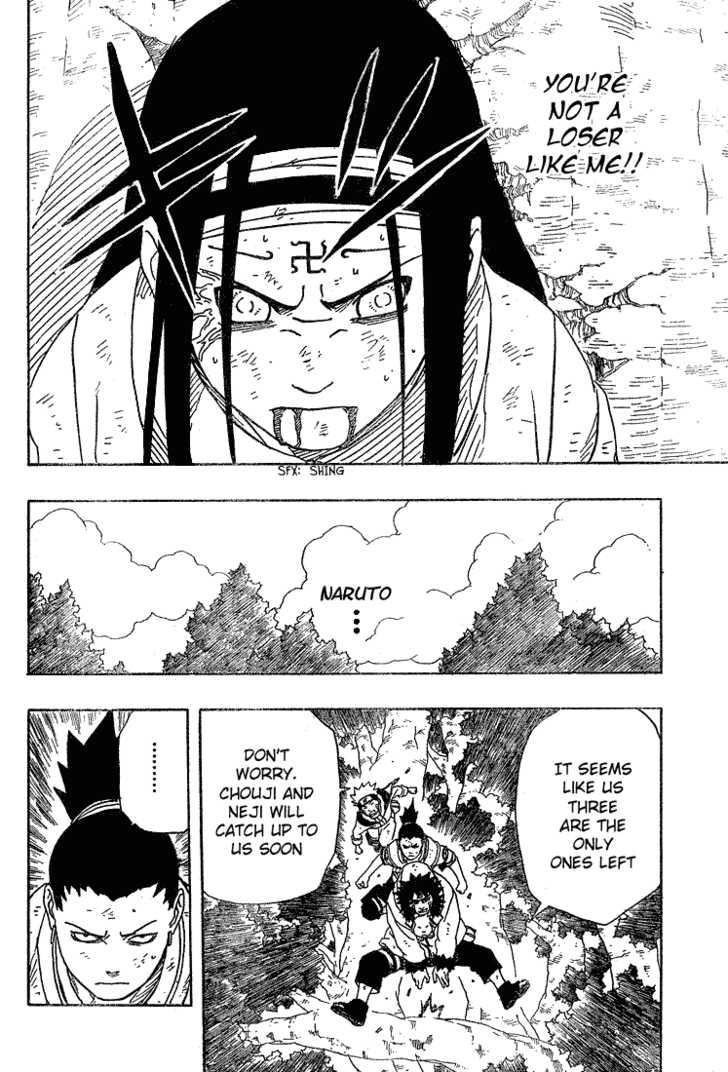 YOU'RE
NOT A
LOSER
LIKE ME!!
SFX: SHING
NARUTO
...
IT SEEMS
LIKE US
THREE
ARE THE
ONLY
ONES LEFT
DON'T
WORRY.
CHOUJI AND
NEJI WILL
CATCH UP TO
US SOON
......